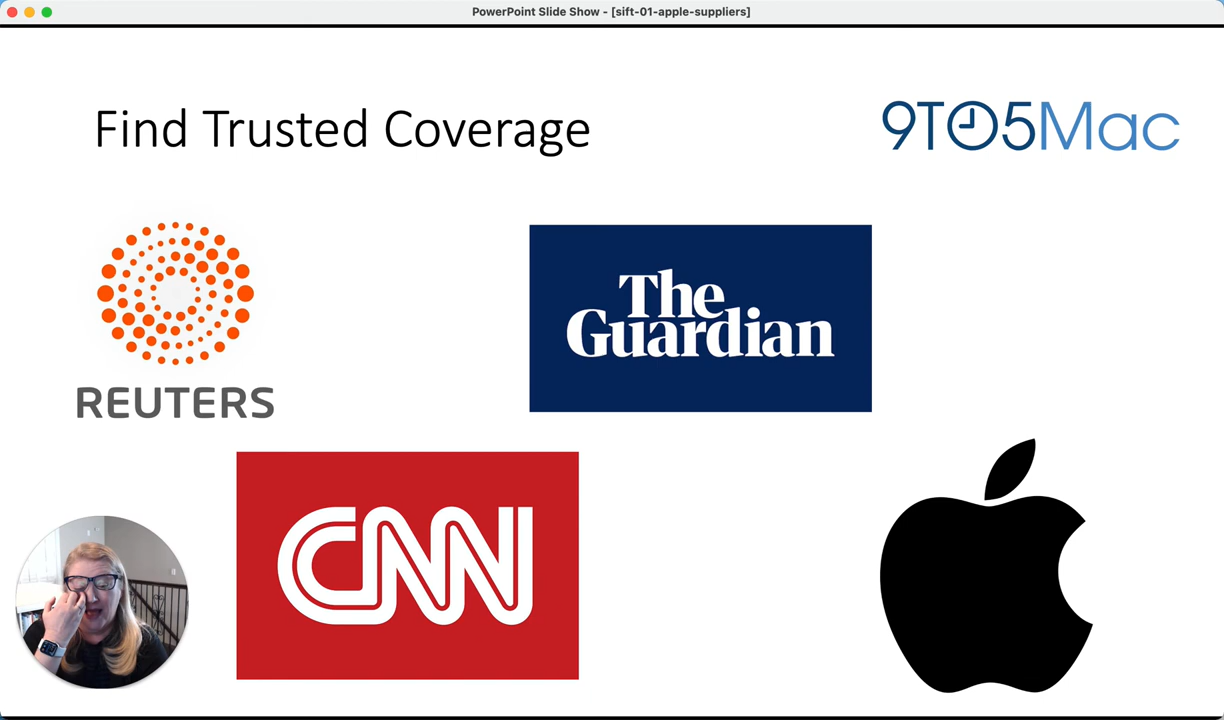 PowerPoint Slide Show - [sift-01-apple-suppliers]
Find Trusted Coverage
9TO5Mac
REUTERS
The
Guardian
CNN